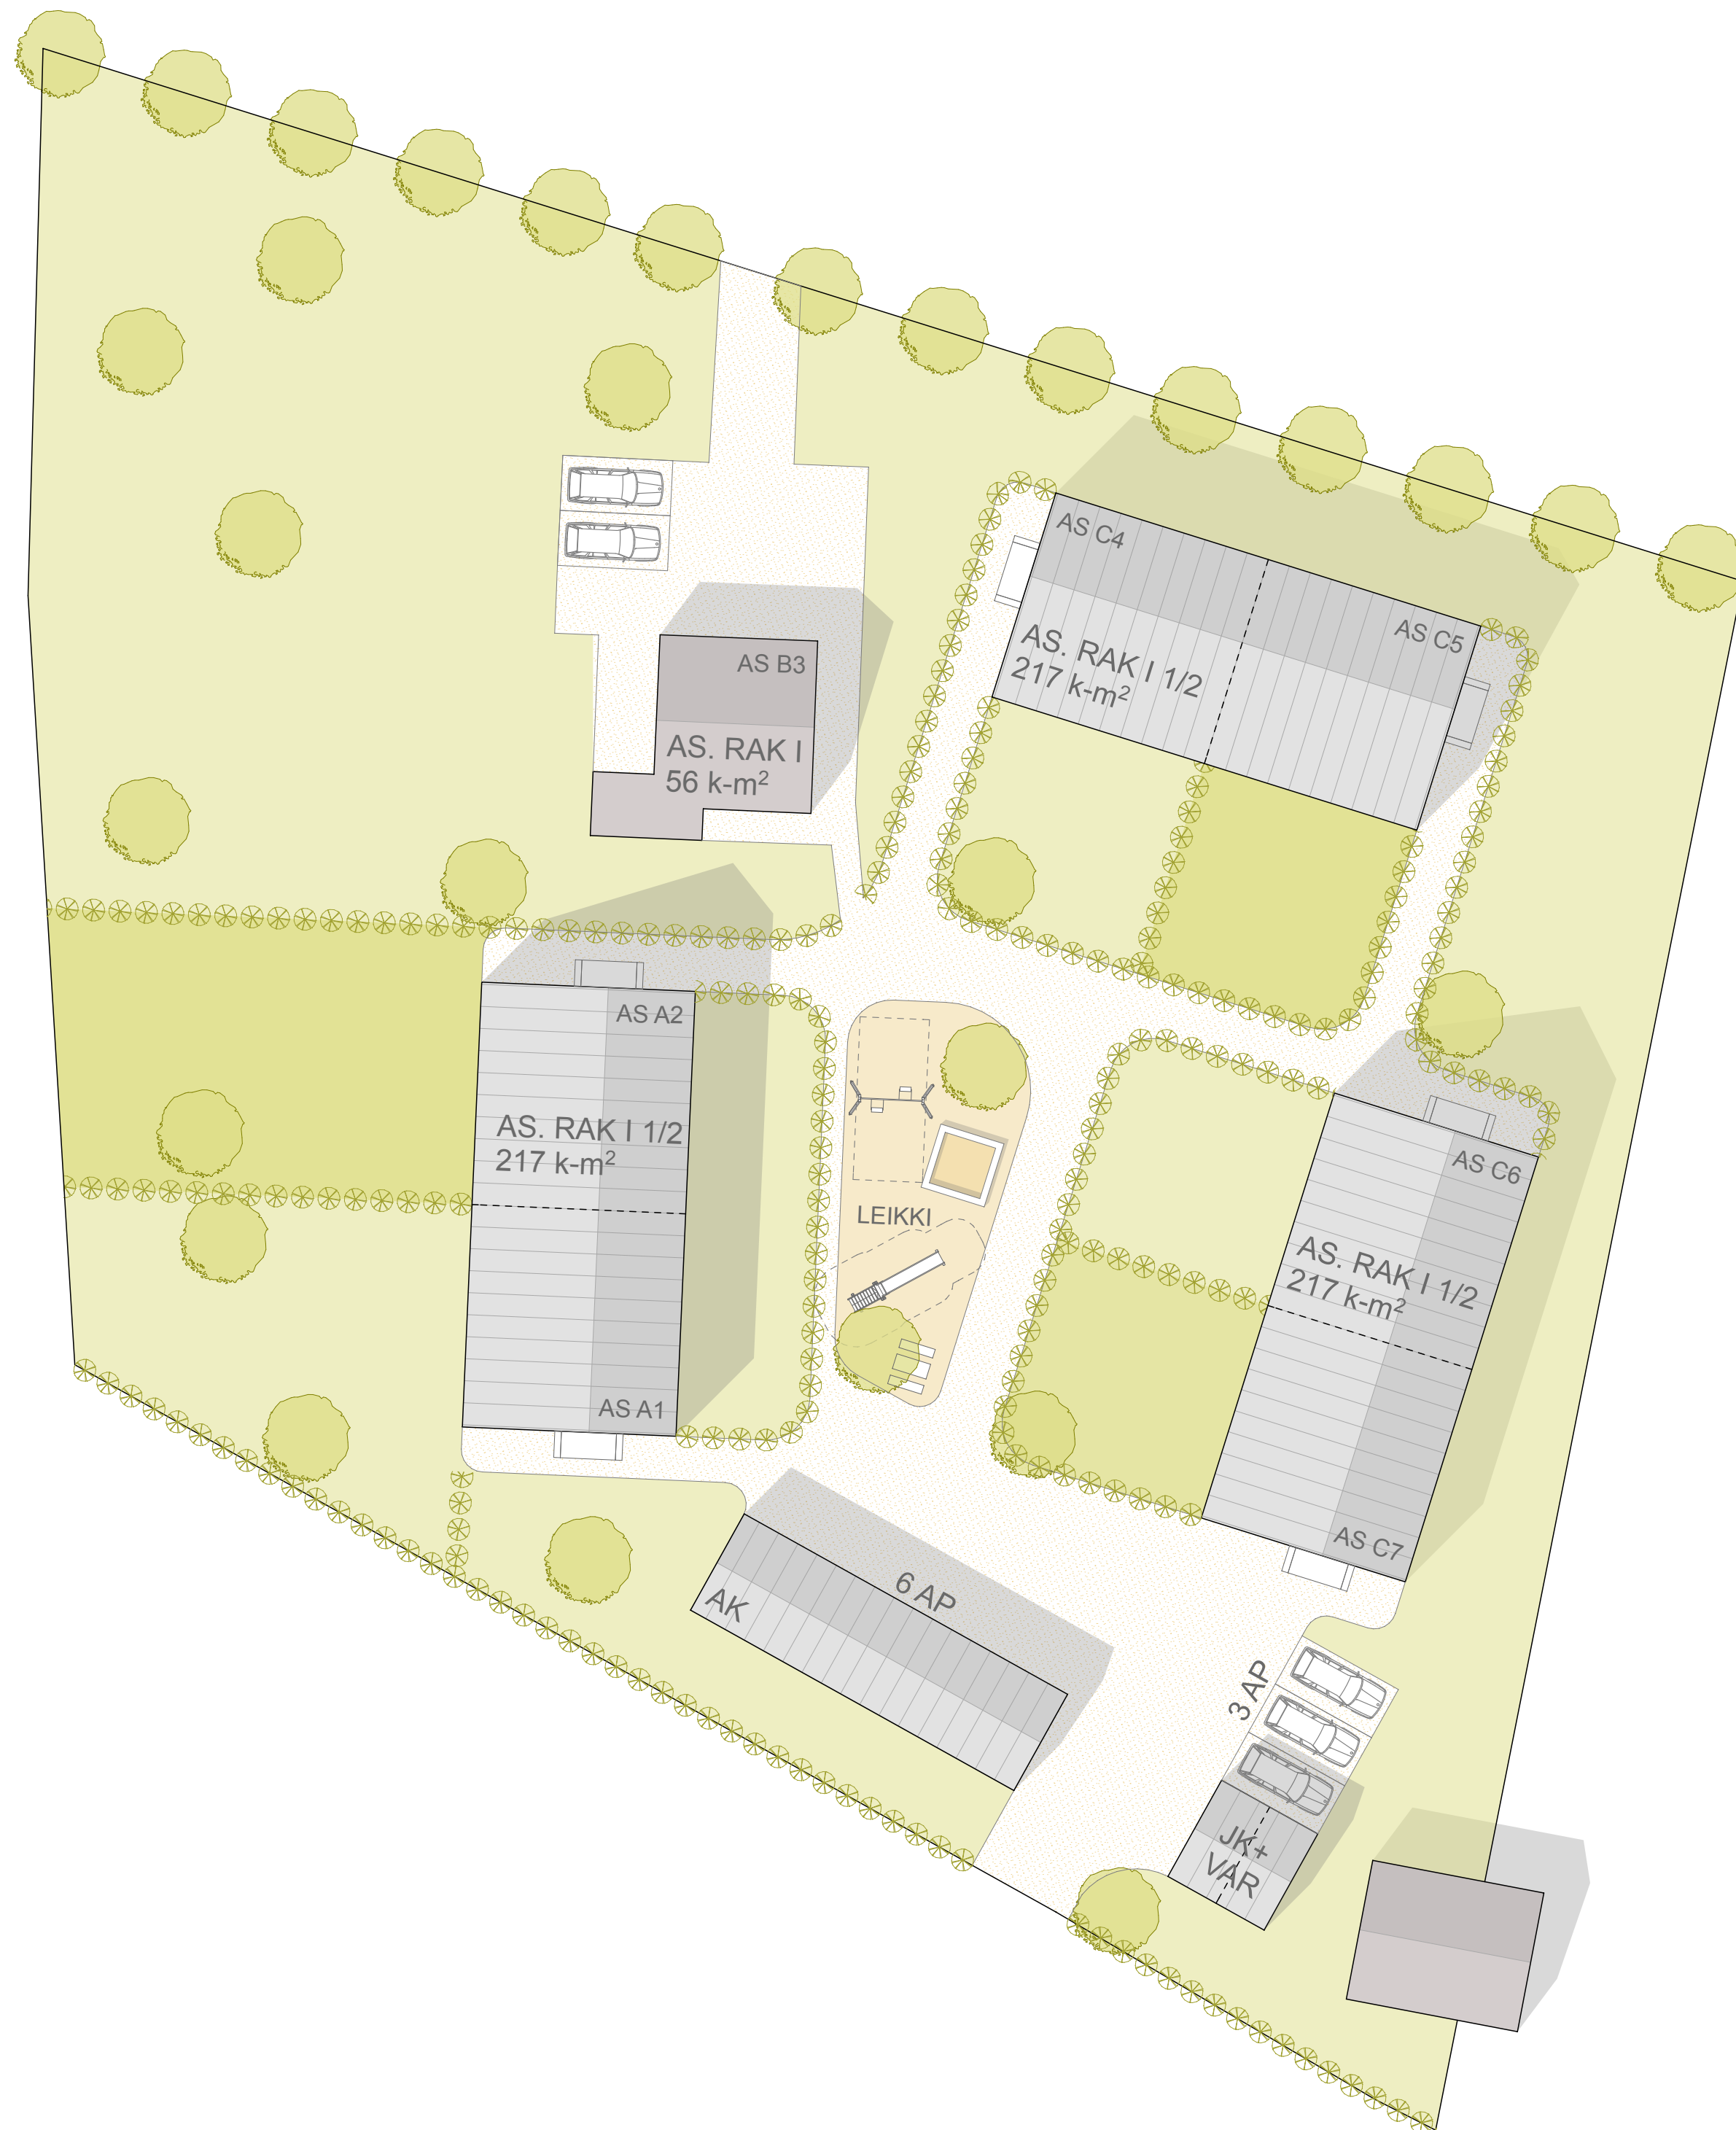 AS C4
AS C5
AS. RAK I 1/2
217 k-m²
AS B3
AS. RAK I
56 k-m²
AS A2
AS. RAK I 1/2
217 k-m²
AS A1
LEIKKI
AS C6
AS. RAK I 1/2
217 k-m²
AS C7
6 AP
AK
3 AP
JK+
VAR